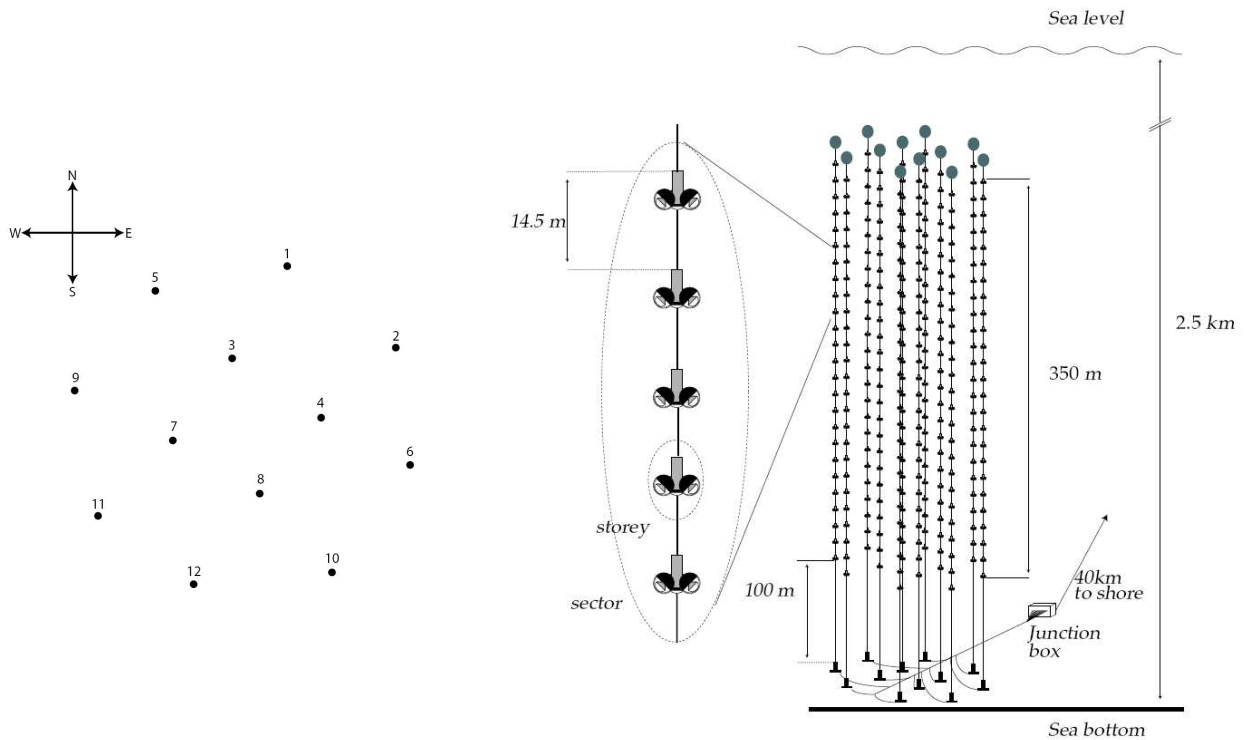 Sea level
N
W
E
S
1
5
2
3
9
4
7
6
8
11
10
12
14.5 m
storey
sector
2.5 km
350 m
100 m
40km
to shore
Junction
box
Sea bottom